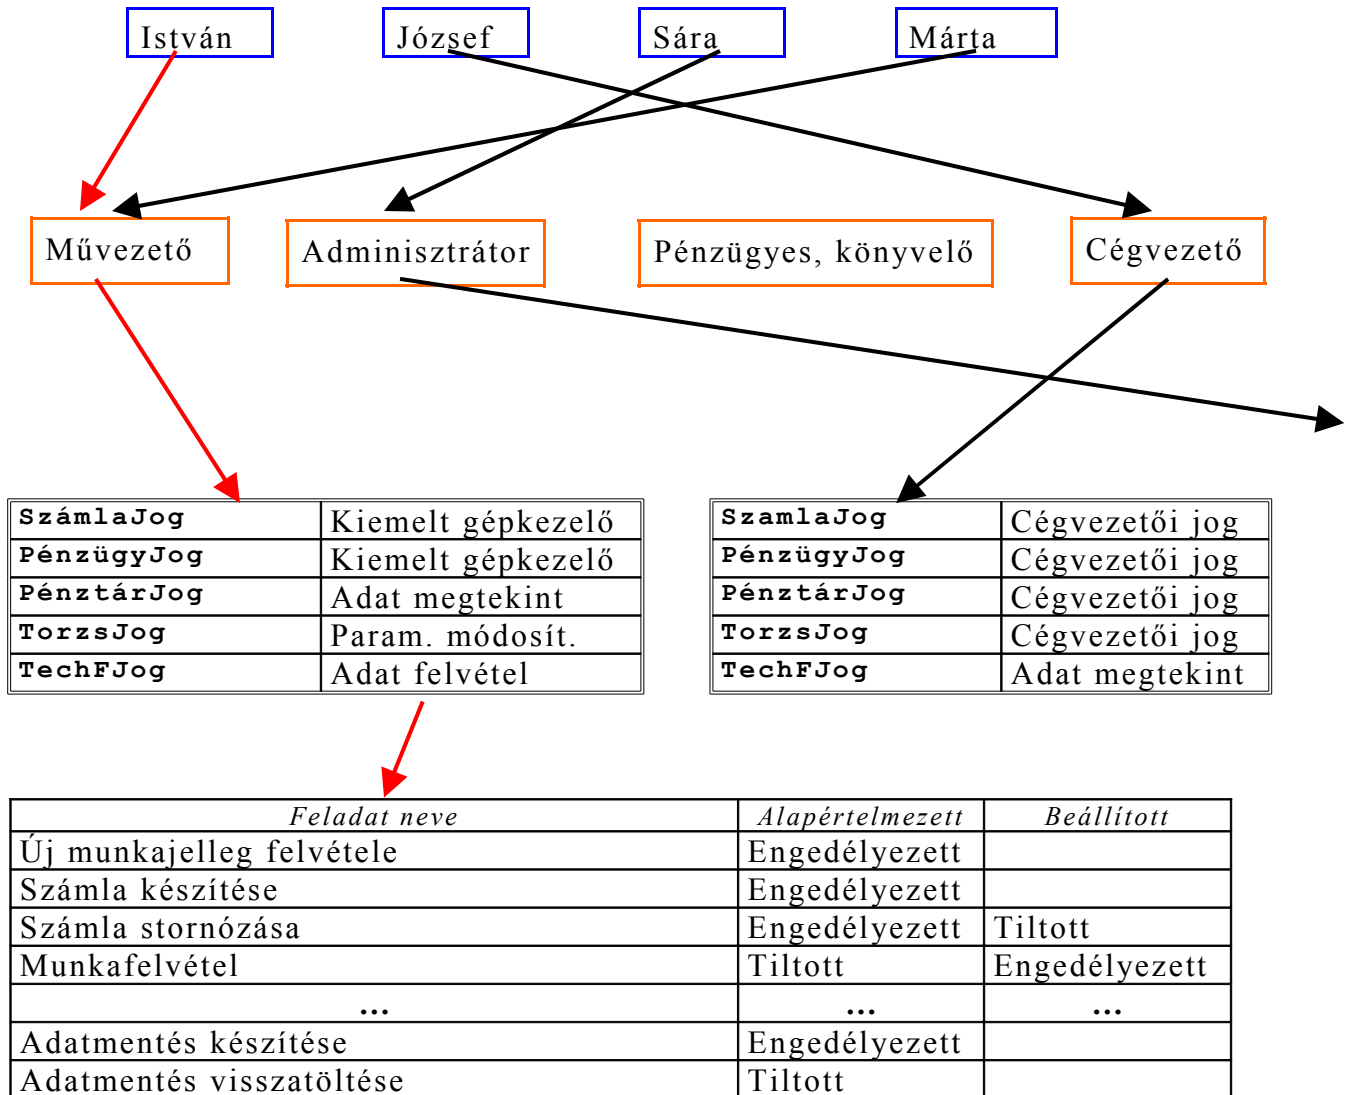 István József Sára Márta
Művezető Adminisztrátor Pénzügyes, könyvelő Cégvezető
SzámlaJog Kiemelt gépkezelő
PénzügyJog Kiemelt gépkezelő
PénztárJog Adat megtekint
TorzsJog Param. módosít.
TechFJog Adat felvétel
SzamlaJog Cégvezetői jog
PénzügyJog Cégvezetői jog
PénztárJog Cégvezetői jog
TorzsJog Cégvezetői jog
TechFJog Adat megtekint
Feladat neve Alapértelmezett Beállított
Új munkajelleg felvétele Engedélyezett
Számla készítése Engedélyezett
Számla stornózása Engedélyezett Tiltott
Munkafelvétel Tiltott Engedélyezett
... ... ...
Adatmentés készítése Engedélyezett
Adatmentés visszatöltése Tiltott